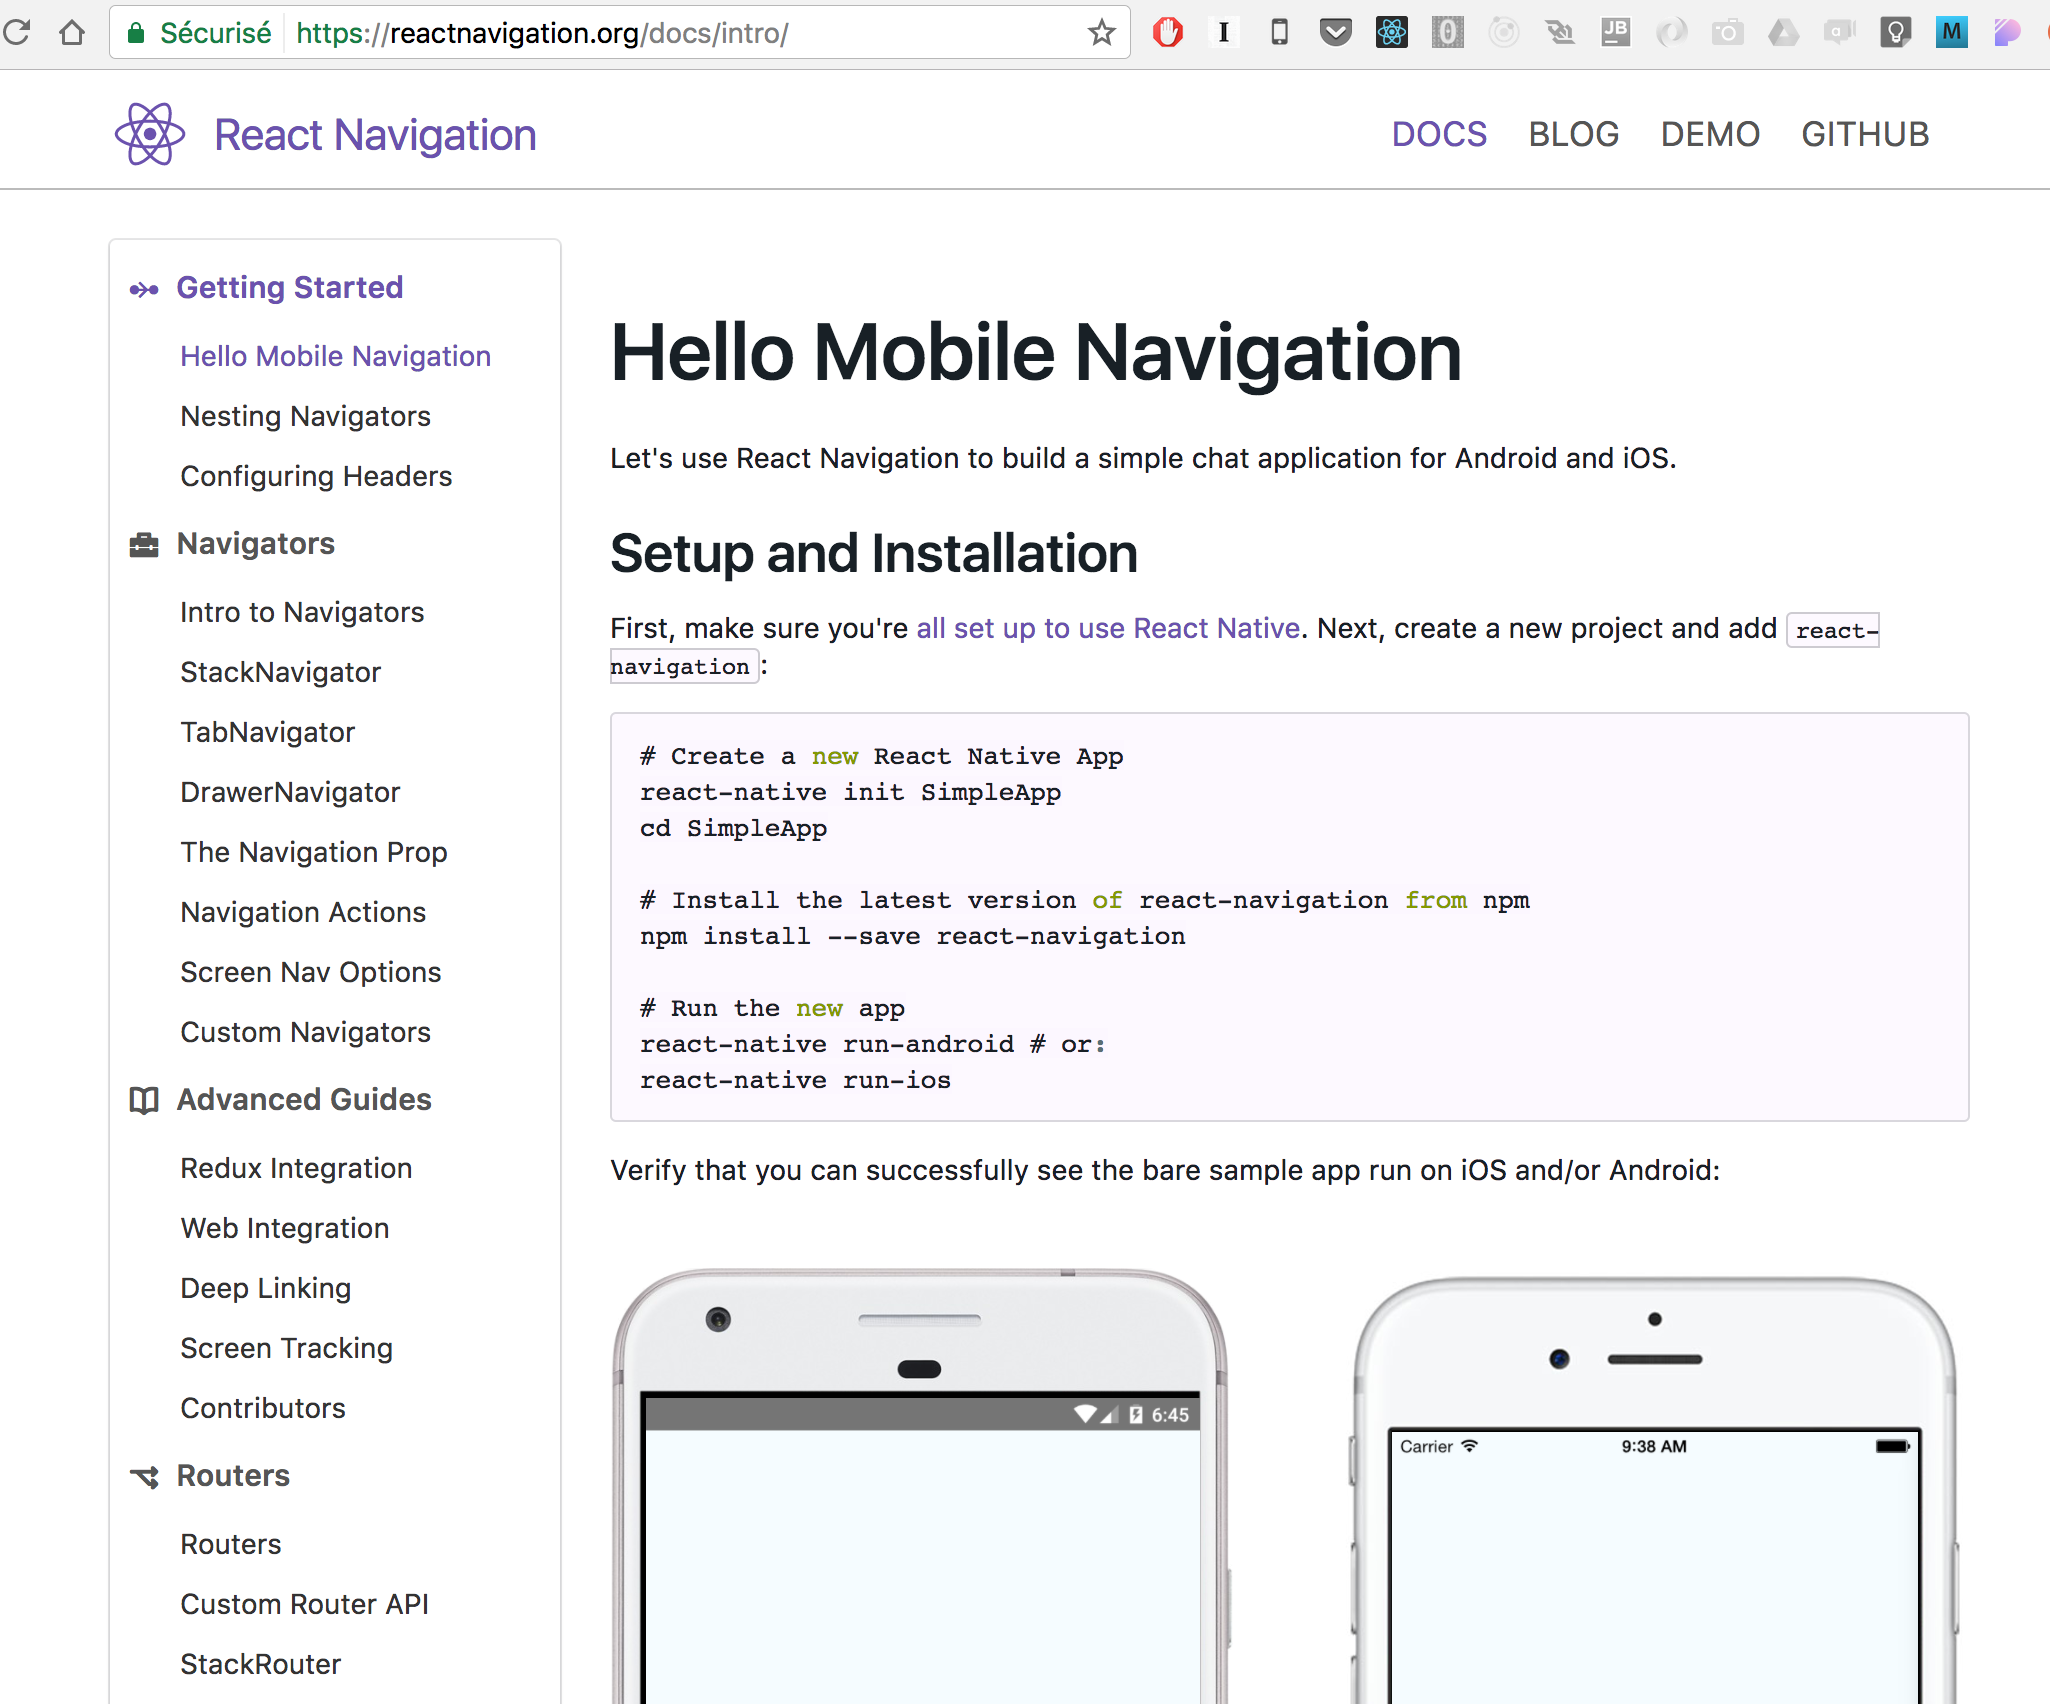 Sécurisé https://reactnavigation.org/docs/intro/
React Navigation
DOCS BLOG DEMO GITHUB
Getting Started
Hello Mobile Navigation
Nesting Navigators
Configuring Headers
Navigators
Intro to Navigators
StackNavigator
TabNavigator
DrawerNavigator
The Navigation Prop
Navigation Actions
Screen Nav Options
Custom Navigators
Advanced Guides
Redux Integration
Web Integration
Deep Linking
Screen Tracking
Contributors
Routers
Routers
Custom Router API
StackRouter
Hello Mobile Navigation
Let's use React Navigation to build a simple chat application for Android and iOS.
Setup and Installation
First, make sure you're all set up to use React Native. Next, create a new project and add react-
navigation:
# Create a new React Native App
react-native init SimpleApp
cd SimpleApp
# Install the latest version of react-navigation from npm
npm install --save react-navigation
# Run the new app
react-native run-android # or:
react-native run-ios
Verify that you can successfully see the bare sample app run on iOS and/or Android:
6:45
Carrier 9:38 AM